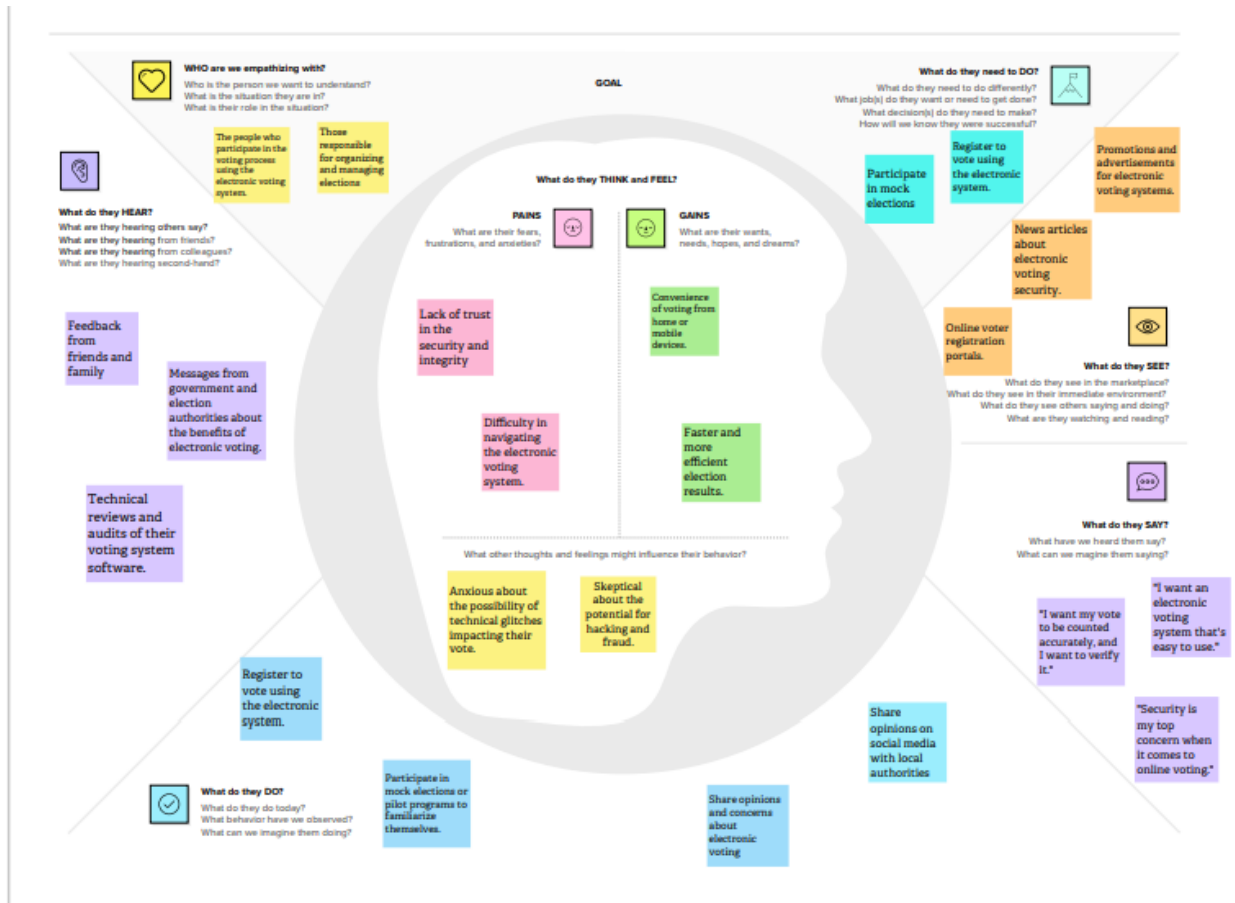 WHO are we empathizing with?
Who is the person we want to understand?
What is the situation they are in?
What is their role in the situation?
The people who
participate in the
voting process
using the
electronic voting
system.
Those
responsible
for organizing
and managing
elections
GOAL
What do they need to DO?
What do they need to do differently?
What job(s) do they want or need to get done?
What decision(s) do they need to make?
How will we know they were successful?
Participate
in mock
elections
Register to
vote using
the electronic
system.
Promotions and
advertisements
for electronic
voting systems.
News articles
about
electronic
voting
security.
Online voter
registration
portals.
What do they SEE?
What do they see in the marketplace?
What do they see in their immediate environment?
What do they see others saying and doing?
What are they watching and reading?
What do they HEAR?
What are they hearing others say?
What are they hearing from friends?
What are they hearing from colleagues?
What are they hearing second-hand?
Feedback
from
friends and
family
Messages from
government and
election
authorities about
the benefits of
electronic voting.
Technical
reviews and
audits of their
voting system
software.
What do they THINK and FEEL?
PAINS
What are their fears,
frustrations, and anxieties?
Lack of trust
in the
security and
integrity
Difficulty in
navigating
the electronic
voting
system.
GAINS
What are their wants,
needs, hopes, and dreams?
Convenience
of voting from
home or
mobile
devices.
Faster and
more
efficient
election
results.
What other thoughts and feelings might influence their behavior?
Anxious about
the possibility of
technical glitches
impacting their
vote.
Skeptical
about the
potential for
hacking and
fraud.
What do they SAY?
What have we heard them say?
What can we magine them saying?
"I want my vote
to be counted
accurately, and
I want to verify
it."
"I want an
electronic
voting
system that's
easy to use."
"Security is
my top
concern when
it comes to
online voting."
What do they DO?
What do they do today?
What behavior have we observed?
What can we imagine them doing?
Register to
vote using
the electronic
system.
Participate in
mock elections or
pilot programs to
familiarize
themselves.
Share opinions
and concerns
about
electronic
voting
Share
opinions on
social media
with local
authorities